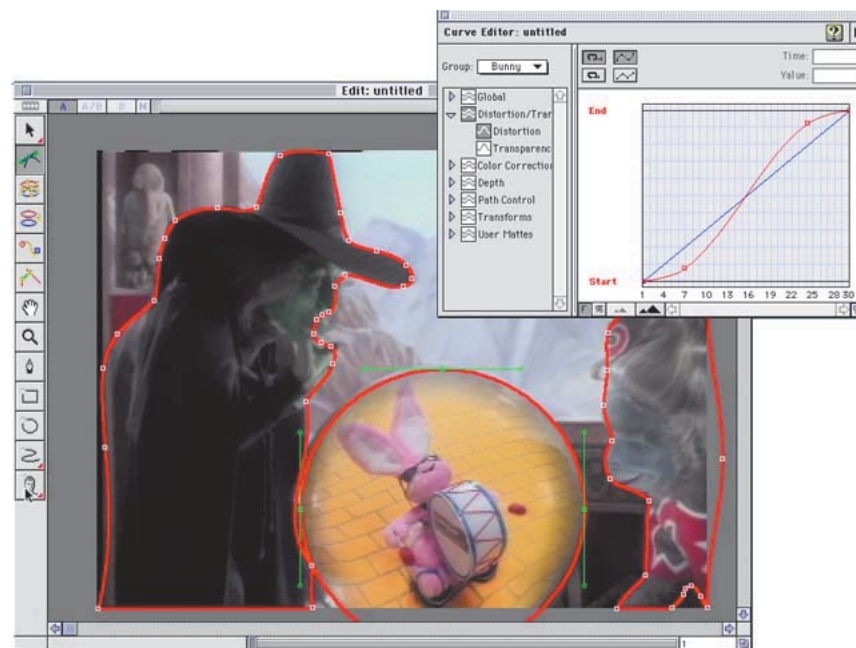 Curve Editor: untitled
?
Group: Bunny
Time:
Value:
Global
Distortion/Tran
Distortion
Transparenc
Color Correction
Depth
Path Control
Transforms
User Mattes
End
Start
1 4 7 10 13 16 19 22 25 28 30
Edit: untitled
A A/B B M
1